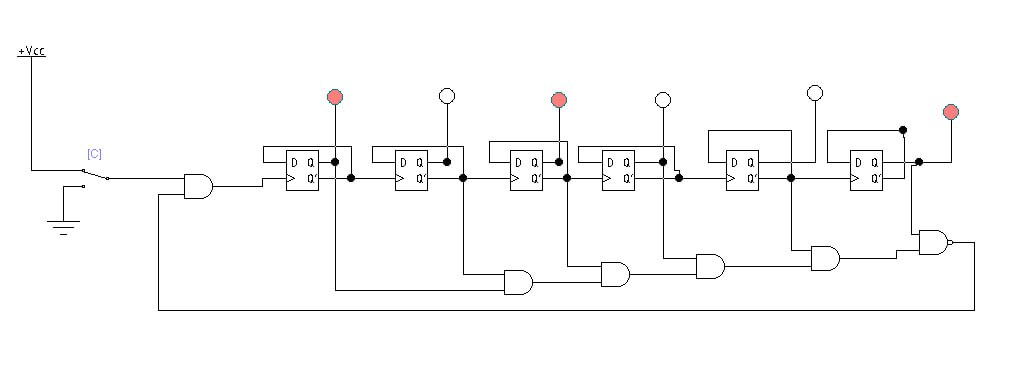 +Vcc
[C]
D Q D Q D Q D Q D Q D Q
Q' Q' Q' Q' Q' Q'